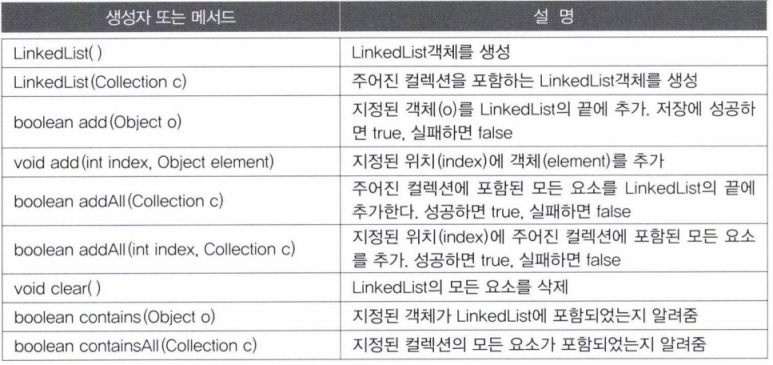 생성자 또는 메서드 설 명
LinkedList( ) LinkedList객체를 생성
LinkedList(Collection c) 주어진 컬렉션을 포함하는 LinkedList객체를 생성
boolean add(Object o) 지정된 객체(o)를 LinkedList의 끝에 추가. 저장에 성공하
면 true, 실패하면 false
void add(int index, Object element) 지정된 위치(index)에 객체(element)를 추가
boolean addAll(Collection c) 주어진 컬렉션에 포함된 모든 요소를 LinkedList의 끝에
추가한다. 성공하면 true, 실패하면 false
boolean addAll(int index, Collection c) 지정된 위치(index)에 주어진 컬렉션에 포함된 모든 요소
를 추가. 성공하면 true, 실패하면 false
void clear( ) LinkedList의 모든 요소를 삭제
boolean contains(Object o) 지정된 객체가 LinkedList에 포함되었는지 알려줌
boolean containsAll(Collection c) 지정된 컬렉션의 모든 요소가 포함되었는지 알려줌